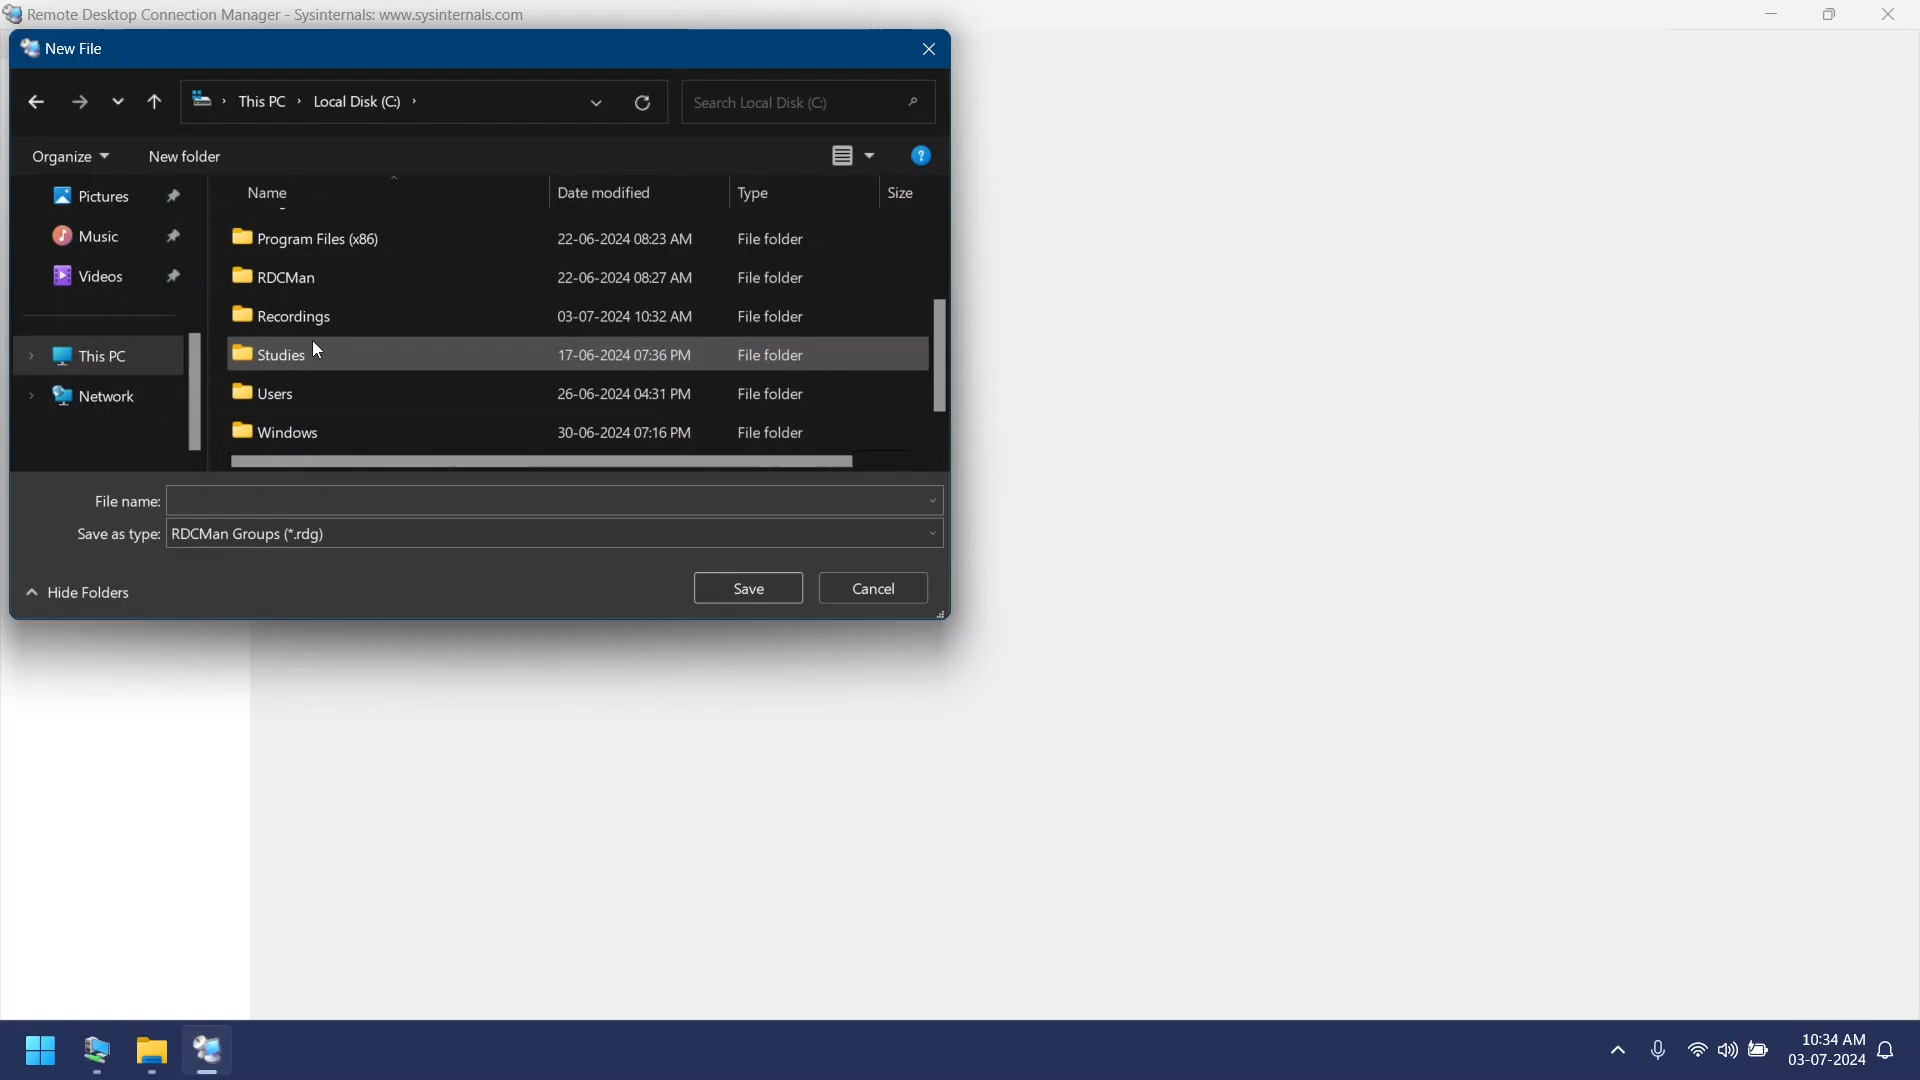 Remote Desktop Connection Manager - Sysinternals: www.sysinternals.com
New File
This PC › Local Disk (C:) ›
Search Local Disk (C:)
Organize
New folder
Pictures
Music
Videos
This PC
Network
Name Date modified Type Size
Program Files (x86) 22-06-2024 08:23 AM File folder
RDCMan 22-06-2024 08:27 AM File folder
Recordings 03-07-2024 10:32 AM File folder
Studies 17-06-2024 07:36 PM File folder
Users 26-06-2024 04:31 PM File folder
Windows 30-06-2024 07:16 PM File folder
File name:
Save as type: RDCMan Groups (*.rdg)
Hide Folders
Save
Cancel
10:34 AM
03-07-2024